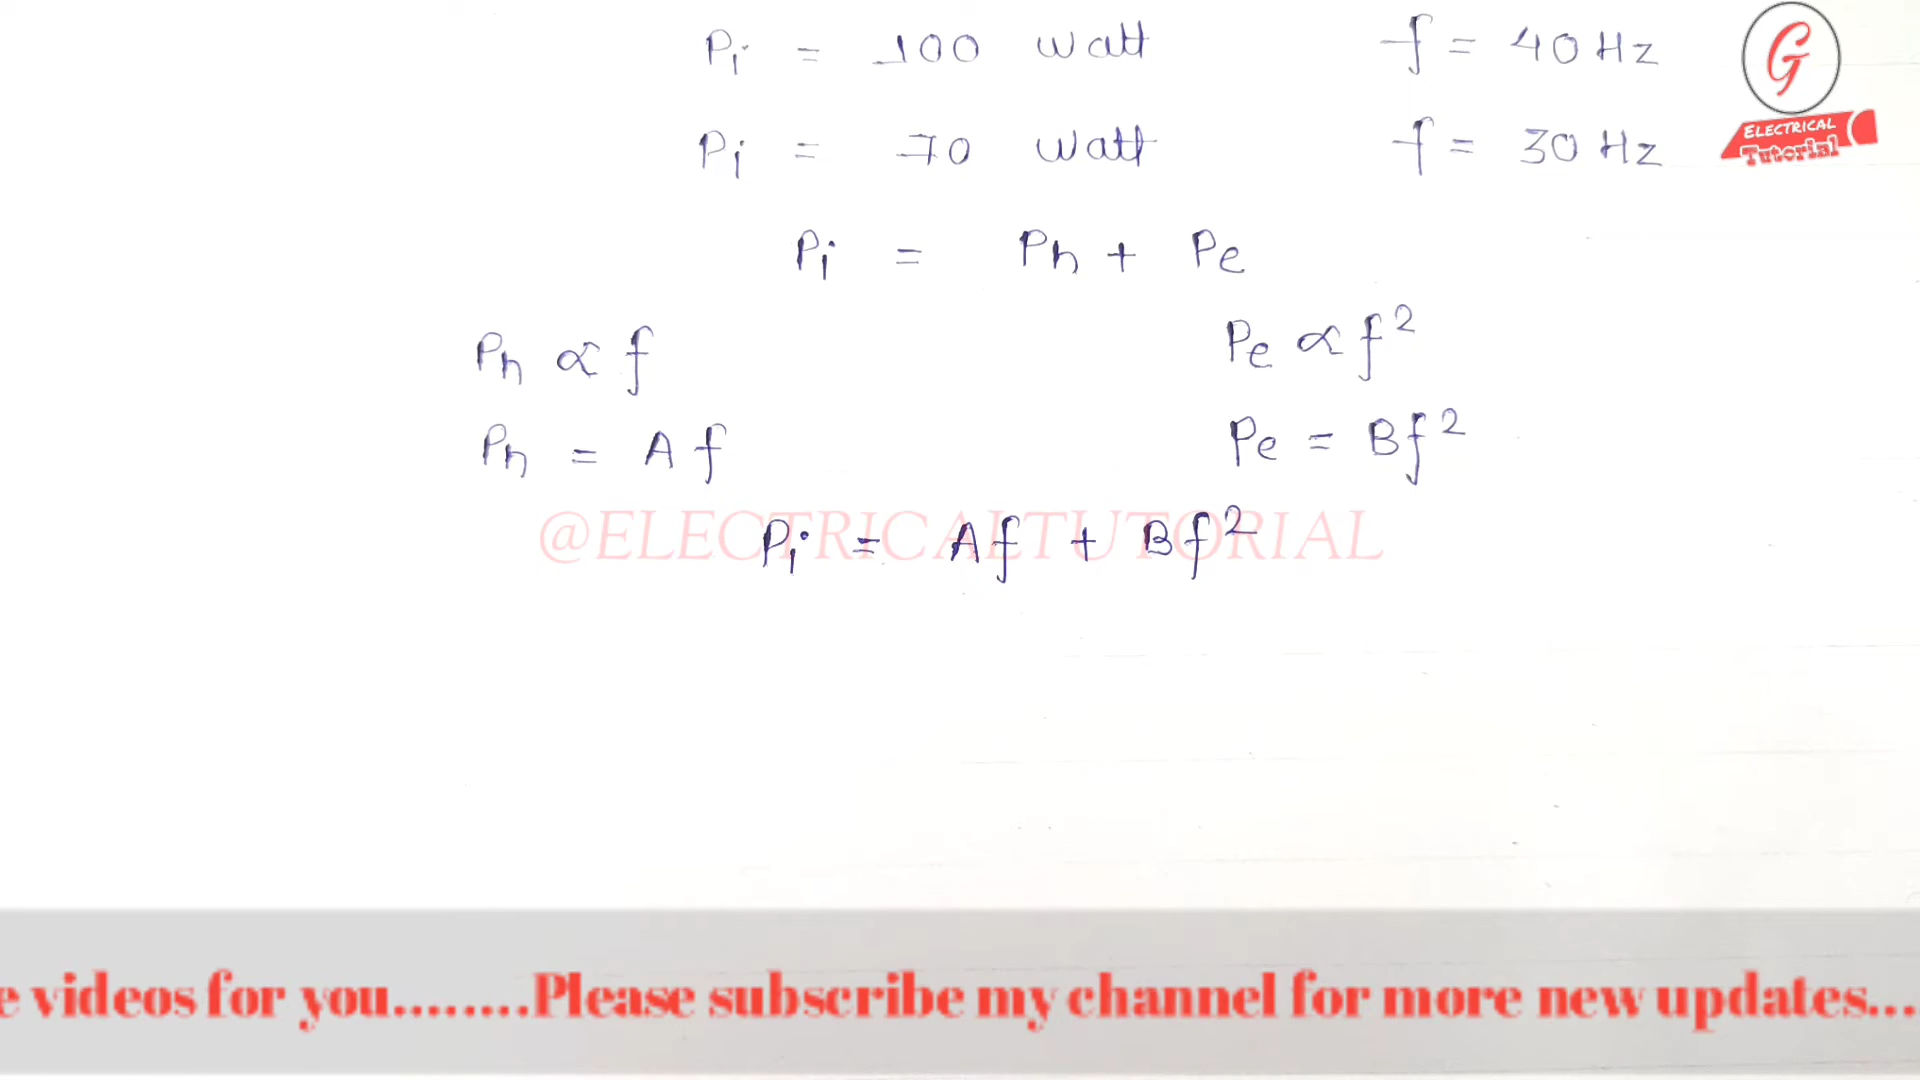 Pi = 100 watt f = 40 Hz
G
ELECTRICAL
Tutorial
Pi = 70 watt f = 30 Hz
Pi = Ph + Pe
Ph ∝ f Pe ∝ f²
Ph = A f Pe = Bf²
@ELECTRICALTUTORIAL
Pi = Af + Bf²
e videos for you........Please subscribe my channel for more new updates...